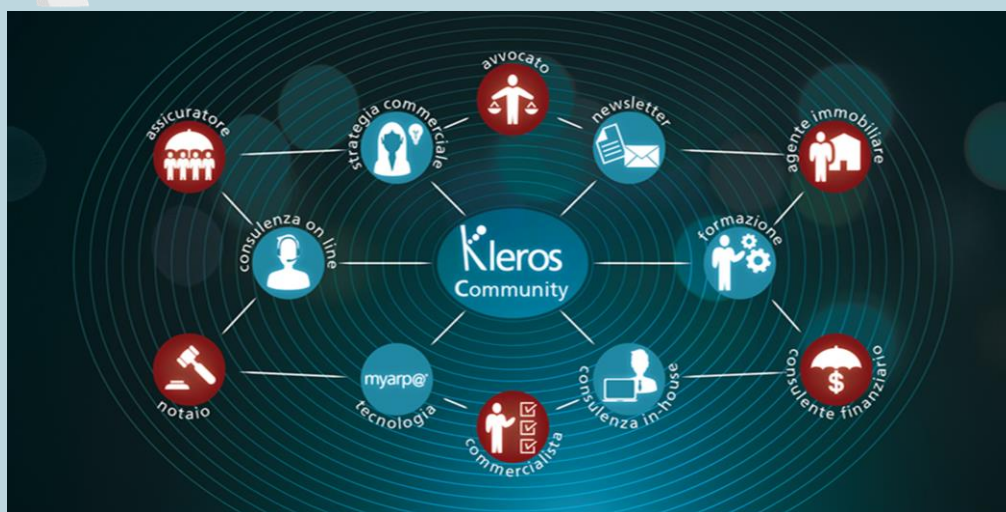 avvocato
strategia commerciale
newsletter
assicuratore
agente immobiliare
consulenza on line
formazione
Kleros
Community
notaio
myarp@°
tecnologia
consulenza in-house
consulente finanziario
$
commercialista